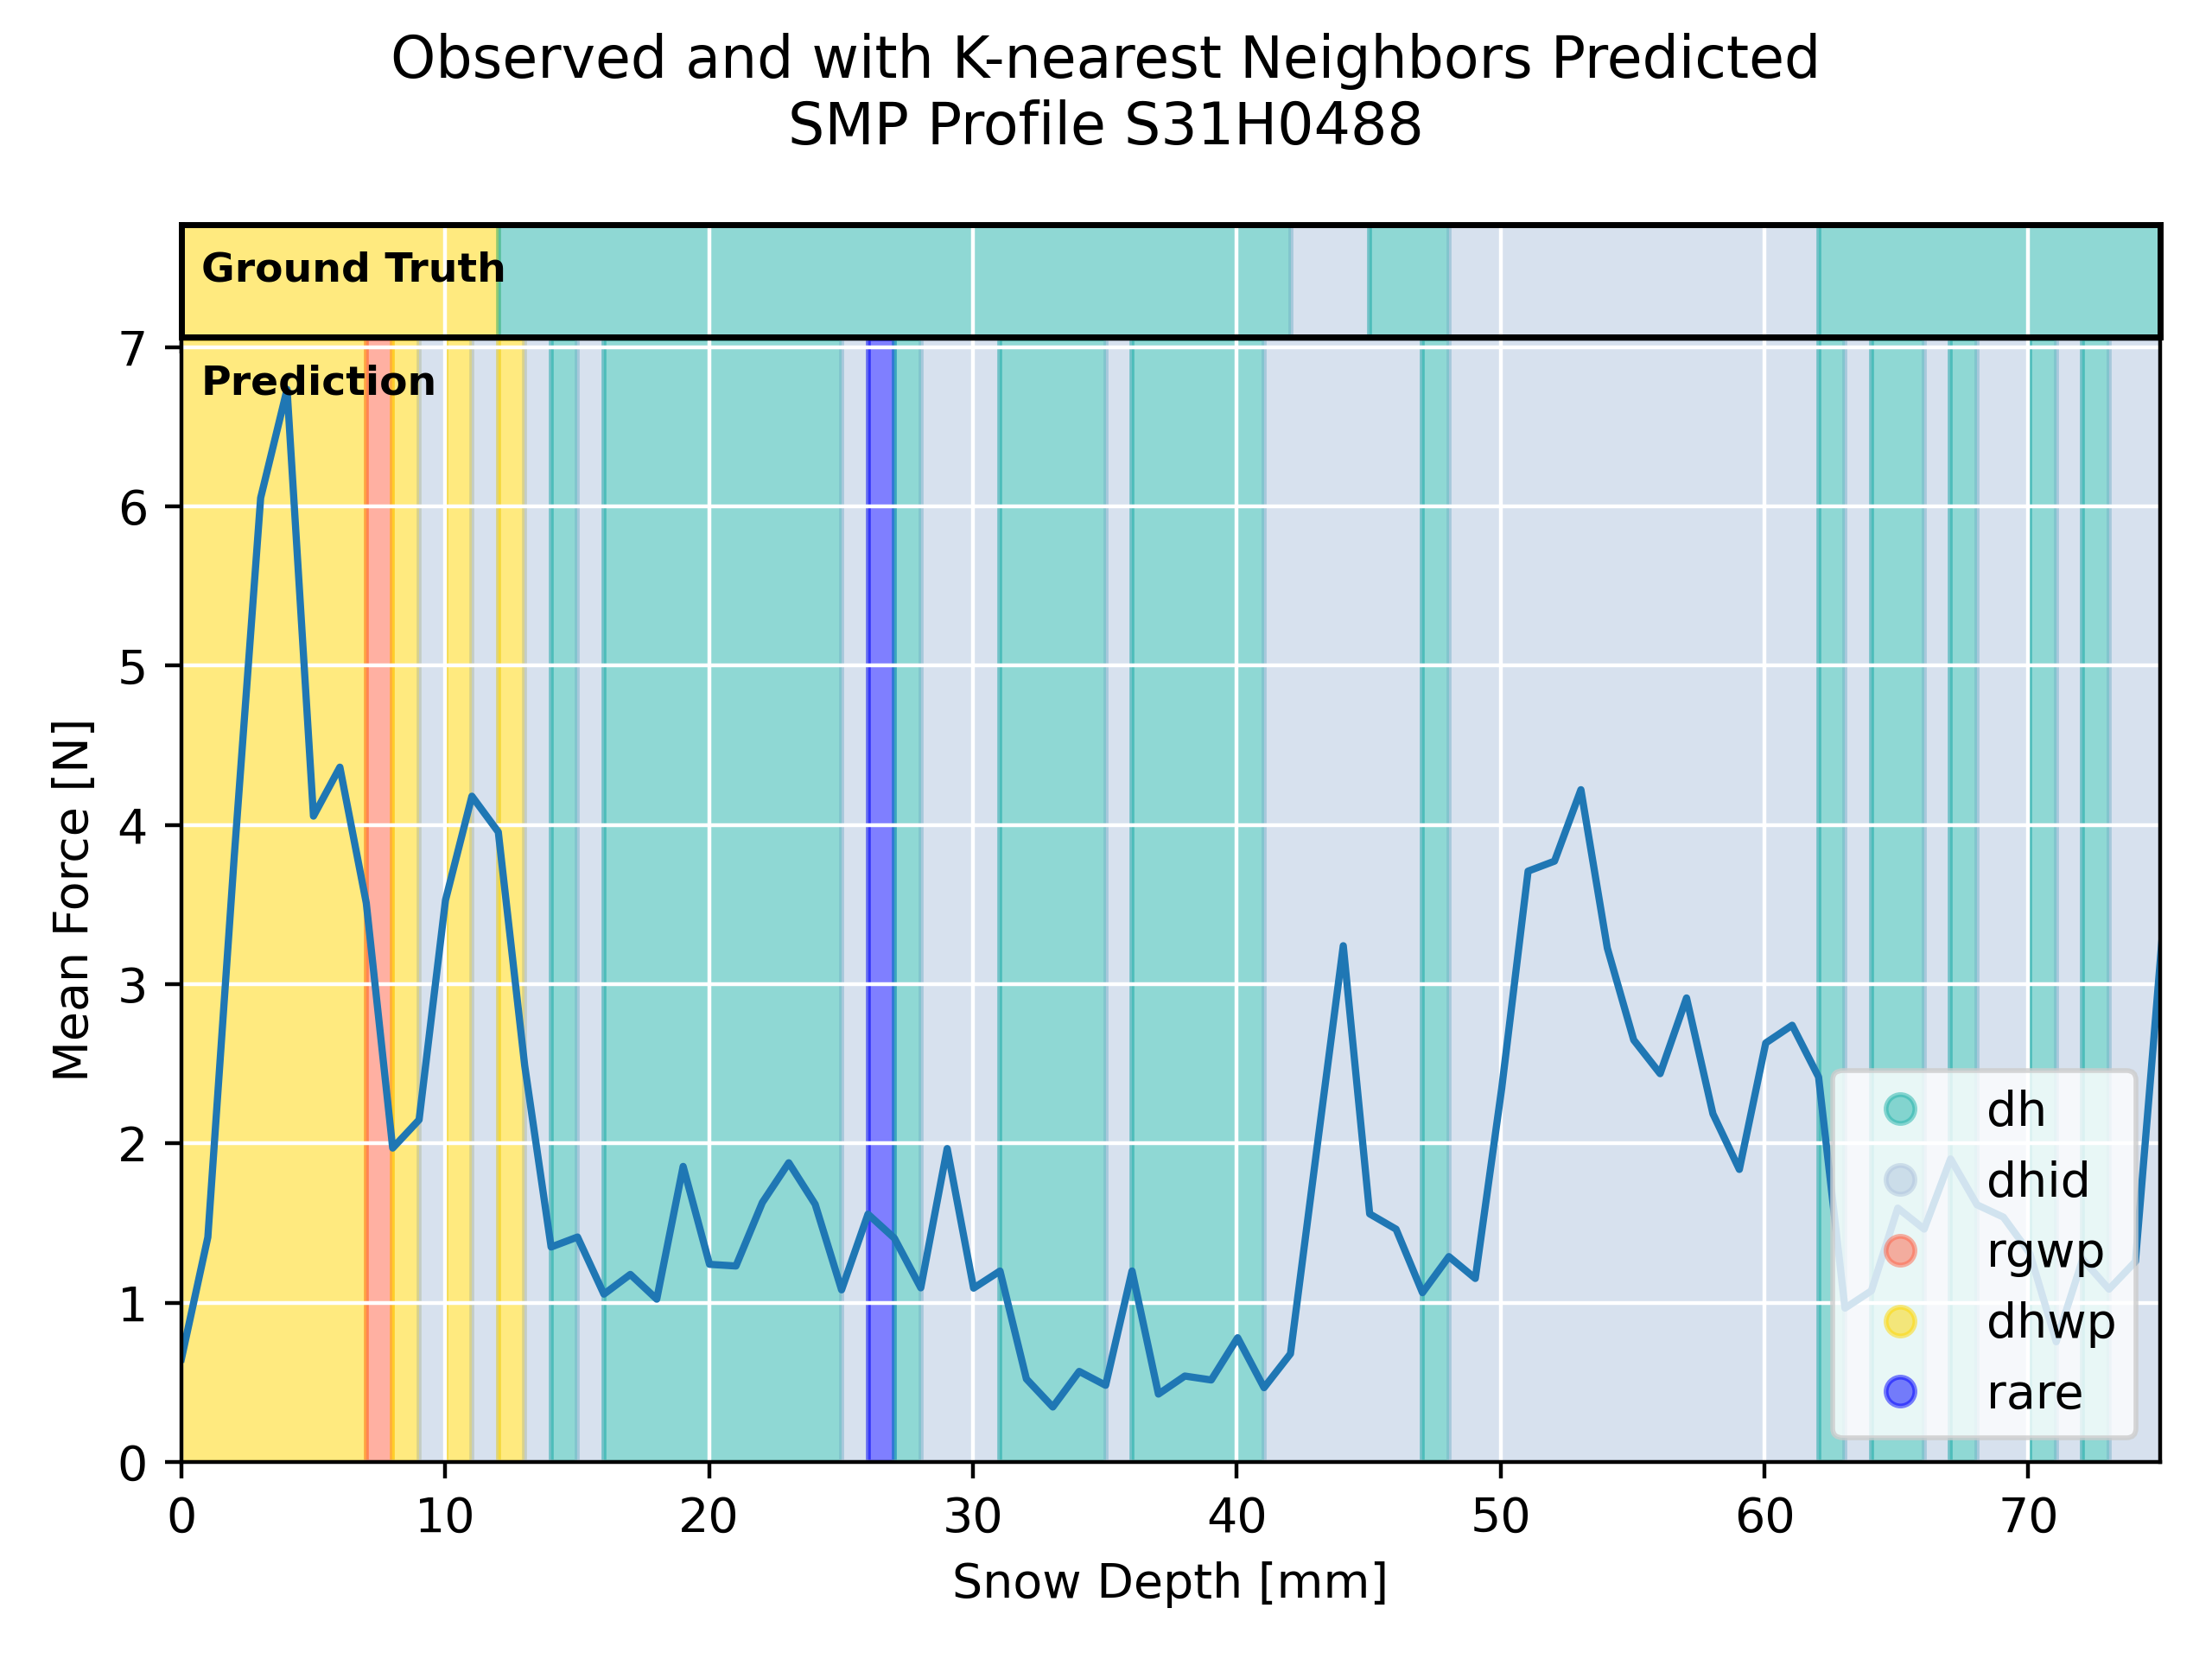 Observed and with K-nearest Neighbors Predicted
SMP Profile S31H0488
Ground Truth
Prediction
7
6
5
4
3
2
1
0
Mean Force [N]
dh
dhid
rgwp
dhwp
rare
0 10 20 30 40 50 60 70
Snow Depth [mm]